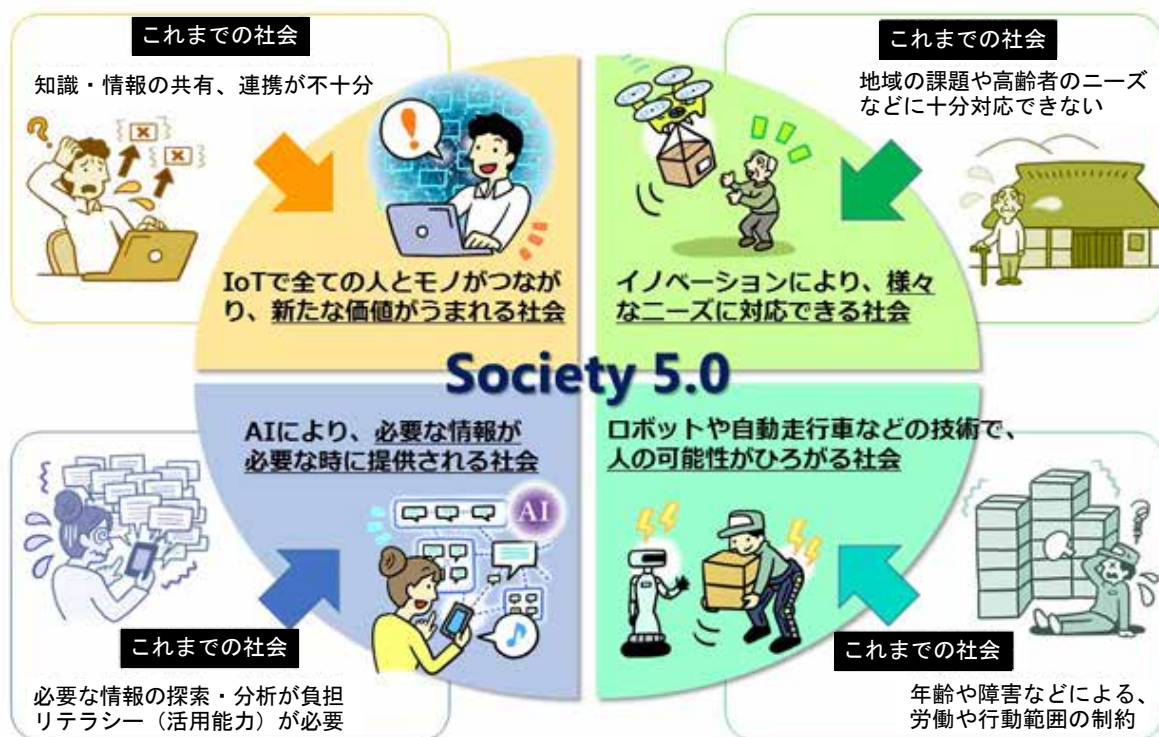 これまでの社会
知識・情報の共有、連携が不十分
IoTで全ての人とモノがつなが
り、新たな価値がうまれる社会
これまでの社会
地域の課題や高齢者のニーズ
などに十分対応できない
イノベーションにより、様々
なニーズに対応できる社会
Society 5.0
AIにより、必要な情報が
必要な時に提供される社会
AI
これまでの社会
必要な情報の探索・分析が負担
リテラシー（活用能力）が必要
ロボットや自動走行車などの技術で、
人の可能性がひろがる社会
これまでの社会
年齢や障害などによる、
労働や行動範囲の制約